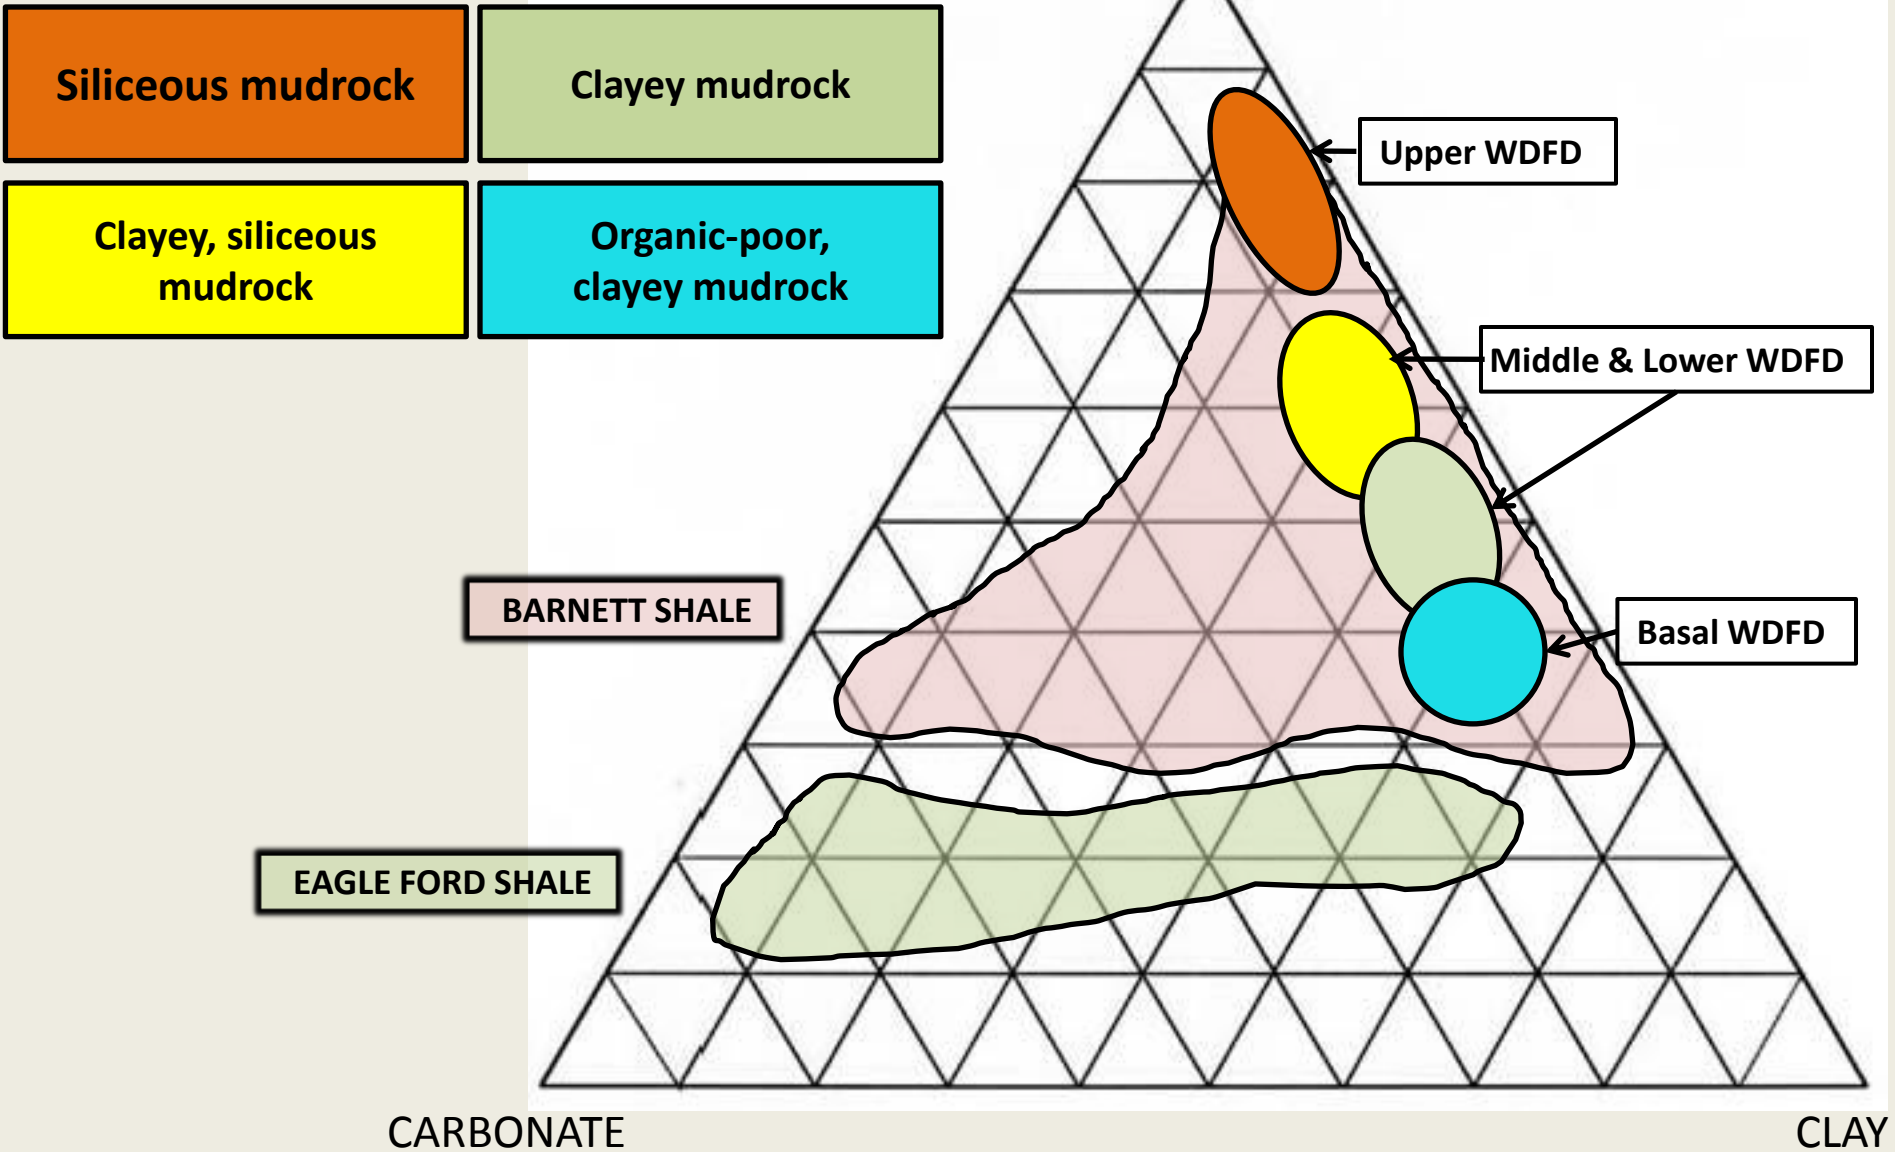 Siliceous mudrock
Clayey mudrock
Clayey, siliceous
mudrock
Organic-poor,
clayey mudrock
Upper WDFD
Middle & Lower WDFD
BARNETT SHALE
Basal WDFD
EAGLE FORD SHALE
CARBONATE
CLAY